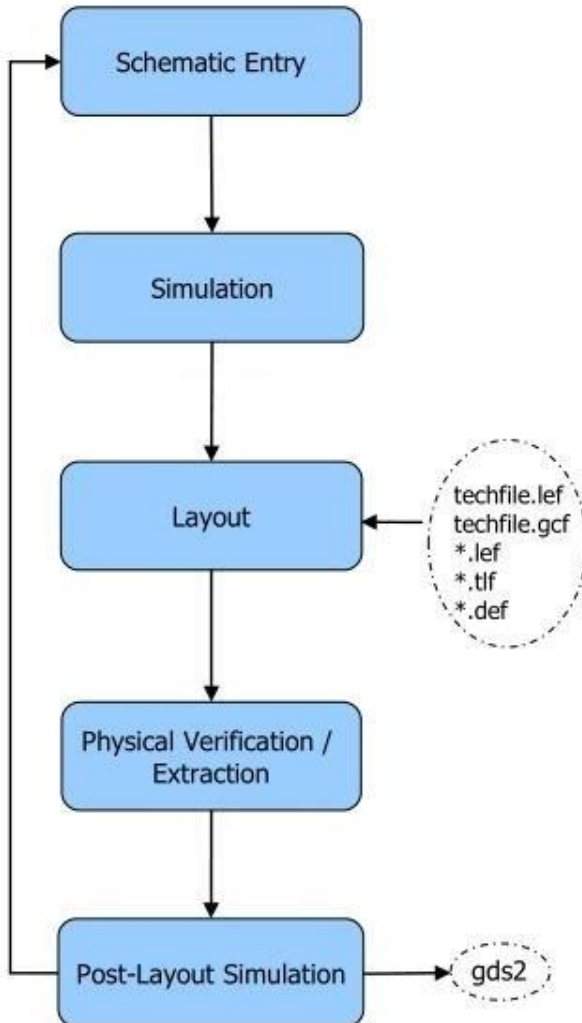 Schematic Entry
Simulation
Layout
techfile.lef
techfile.gcf
*.lef
*.tlf
*.def
Physical Verification /
Extraction
Post-Layout Simulation
gds2